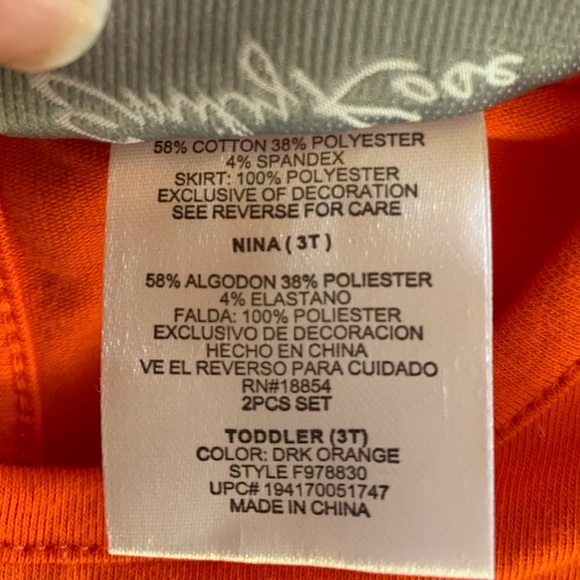 58% COTTON 38% POLYESTER
4% SPANDEX
SKIRT: 100% POLYESTER
EXCLUSIVE OF DECORATION
SEE REVERSE FOR CARE
NINA ( 3T )
58% ALGODON 38% POLIESTER
4% ELASTANO
FALDA: 100% POLIESTER
EXCLUSIVO DE DECORACION
HECHO EN CHINA
VE EL REVERSO PARA CUIDADO
RN#18854
2PCS SET
TODDLER (3T)
COLOR: DRK ORANGE
STYLE F978830
UPC# 194170051747
MADE IN CHINA